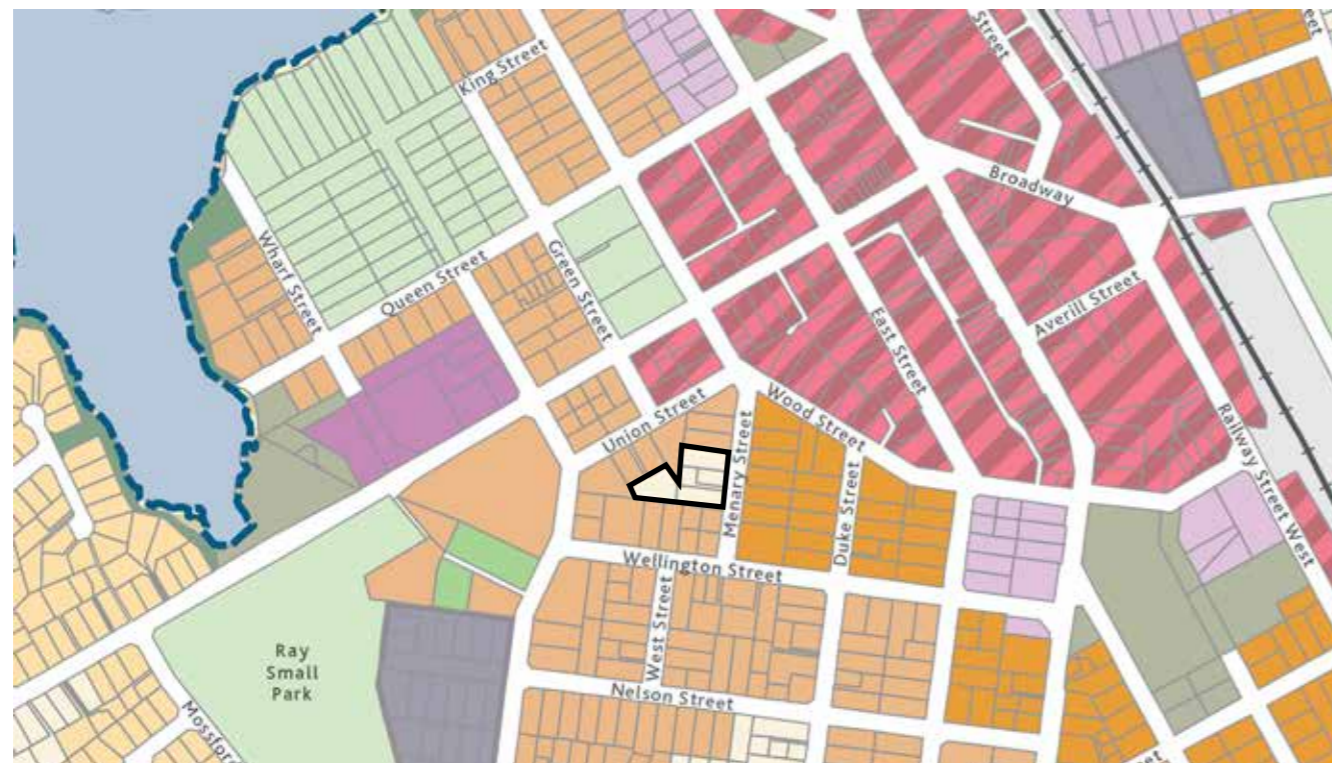 Street
King Street
Broadway
Wharf Street
Queen Street
Green Street
East Street
Averill Street
Union Street
Wood Street
Menary Street
Duke Street
Railway Street West
Wellington Street
West Street
Nelson Street
Ray
Small
Park